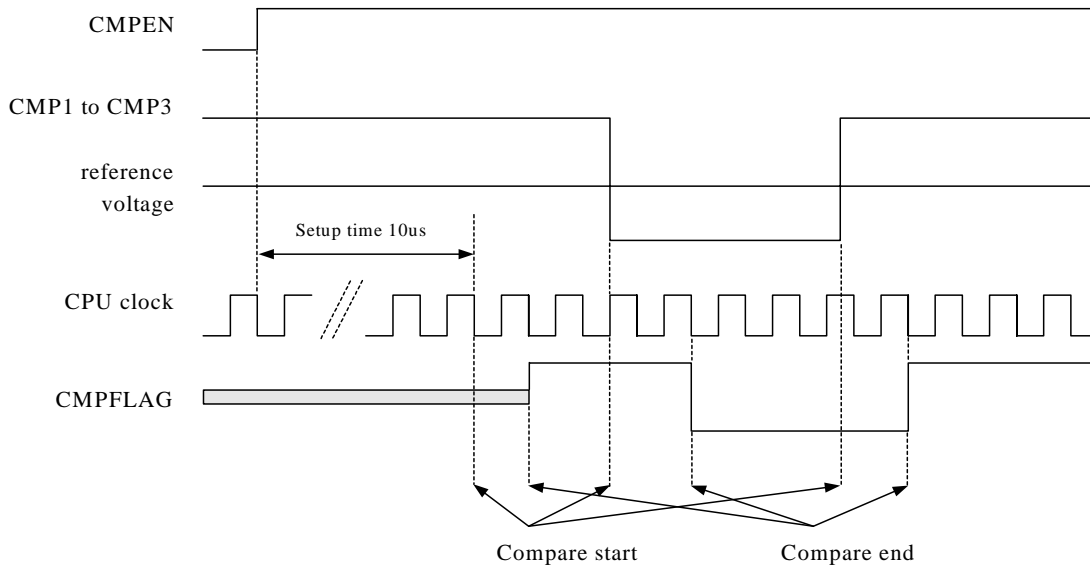 CMPEN
CMP1 to CMP3
reference
voltage
Setup time 10us
CPU clock
CMPFLAG
Compare start
Compare end